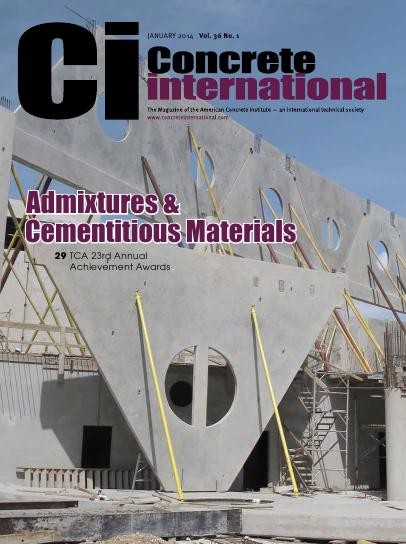 Ci
JANUARY 2014 Vol. 36 No. 1
Concrete
international
The Magazine of the American Concrete Institute — an international technical society
www.concreteinternational.com
Admixtures &
Cementitious Materials
29 TCA 23rd Annual
Achievement Awards